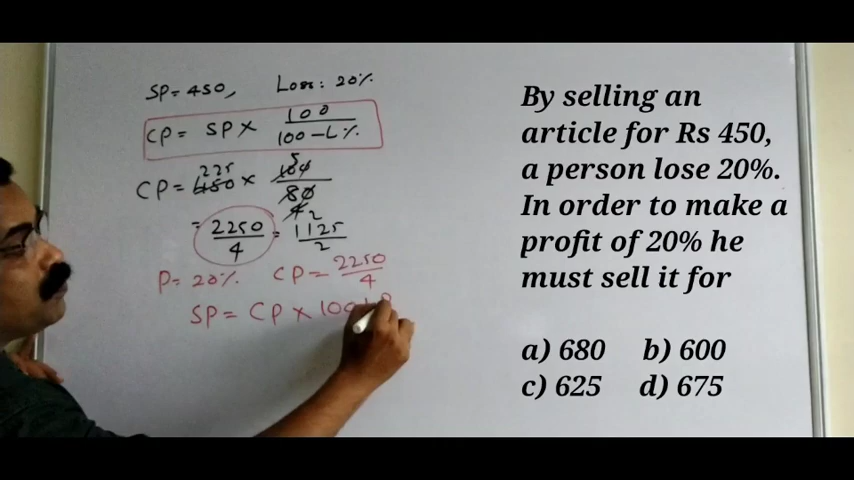 SP = 450, Loss: 20%
CP = SP × 100 / 100 - L%
CP = 450 × 100 / 80
225 5
4 2
= 2250 / 4 = 1125 / 2
P = 20% CP = 2250 / 4
SP = CP × 100+P
By selling an
article for Rs 450,
a person lose 20%.
In order to make a
profit of 20% he
must sell it for
a) 680 b) 600
c) 625 d) 675